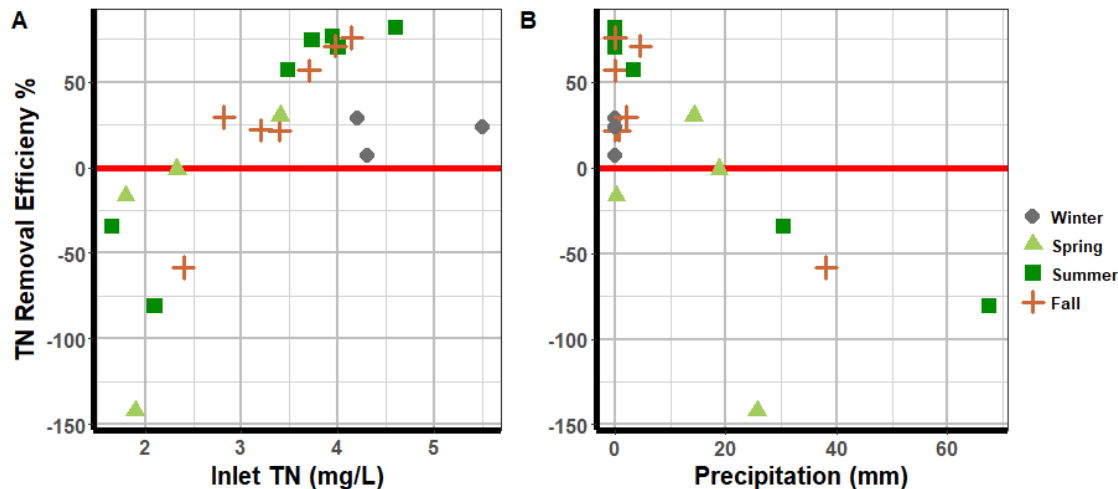 A
B
TN Removal Efficieny %
50
0
-50
-100
-150
2
3
4
5
Inlet TN (mg/L)
50
0
-50
-100
-150
0
20
40
60
Precipitation (mm)
Winter
Spring
Summer
Fall